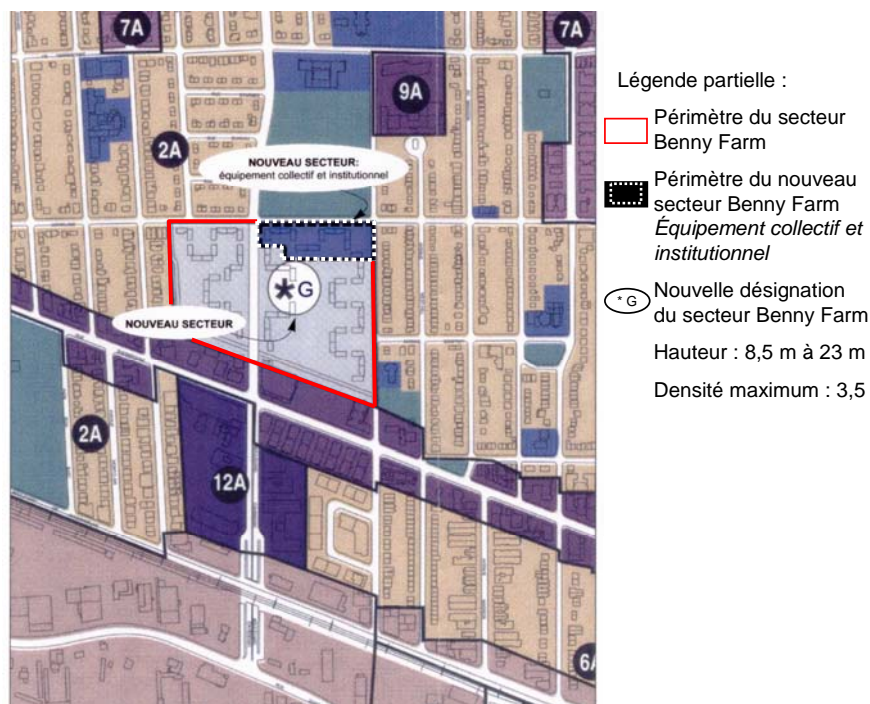 7A
7A
9A
2A
NOUVEAU SECTEUR:
équipement collectif et institutionnel
* G
NOUVEAU SECTEUR
2A
12A
6A
Légende partielle :
Périmètre du secteur
Benny Farm
Périmètre du nouveau
secteur Benny Farm
Équipement collectif et
institutionnel
* G
Nouvelle désignation
du secteur Benny Farm
Hauteur : 8,5 m à 23 m
Densité maximum : 3,5